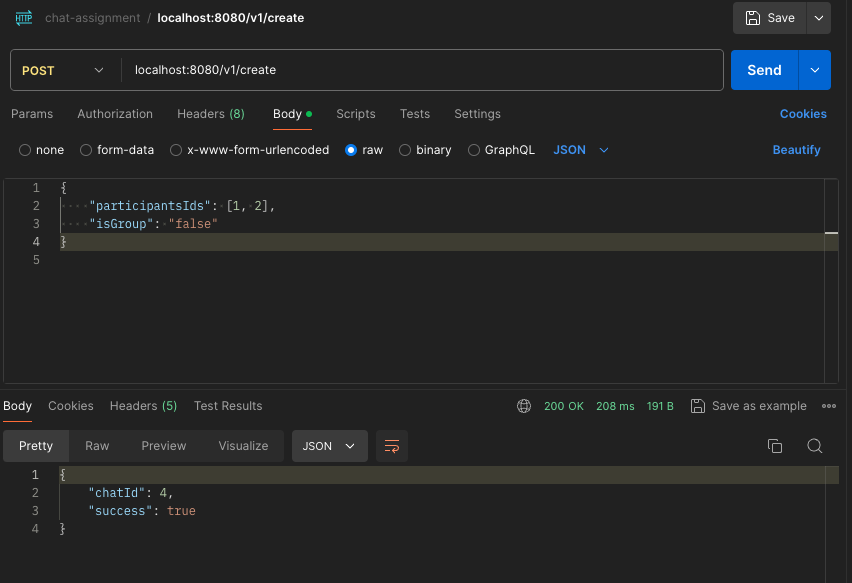 HTTP chat-assignment / localhost:8080/v1/create Save
POST localhost:8080/v1/create Send
Params Authorization Headers (8) Body Scripts Tests Settings Cookies
none form-data x-www-form-urlencoded raw binary GraphQL JSON Beautify
1 {
2 "participantsIds": [1, 2],
3 "isGroup": "false"
4 }
5
Body Cookies Headers (5) Test Results 200 OK 208 ms 191 B Save as example
Pretty Raw Preview Visualize JSON
1 {
2 "chatId": 4,
3 "success": true
4 }